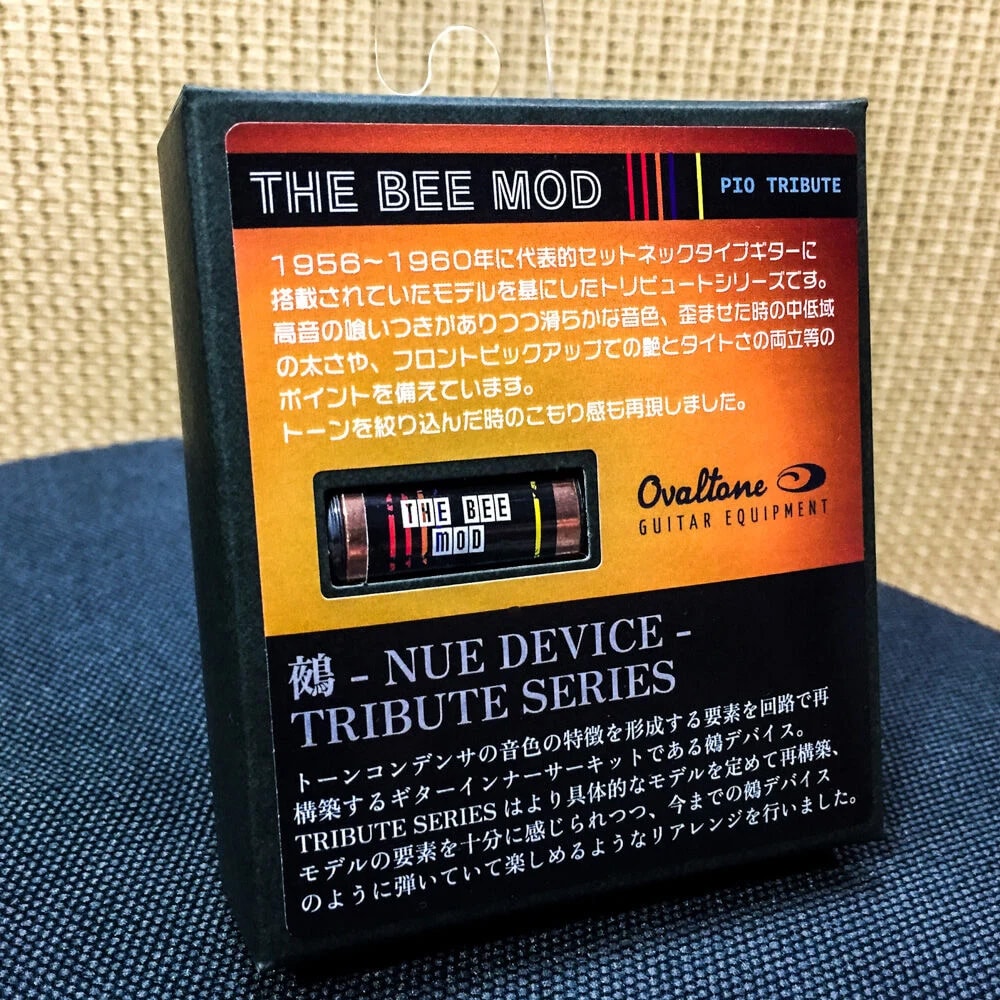 THE BEE MOD
PIO TRIBUTE
1956～1960年に代表的セットネックタイプギターに
搭載されていたモデルを基にしたトリビュートシリーズです。
高音の喰いつきがありつつ滑らかな音色、歪ませた時の中低域
の太さや、フロントピックアップでの艶とタイトさの両立等の
ポイントを備えています。
トーンを絞り込んだ時のこもり感も再現しました。
THE BEE
MOD
Ovaltone
GUITAR EQUIPMENT
鵺 - NUE DEVICE -
TRIBUTE SERIES
トーンコンデンサの音色の特徴を形成する要素を回路で再
構築するギターインナーサーキットである鵺デバイス。
TRIBUTE SERIES はより具体的なモデルを定めて再構築、
モデルの要素を十分に感じられつつ、今までの鵺デバイス
のように弾いていて楽しめるようなリアレンジを行いました。